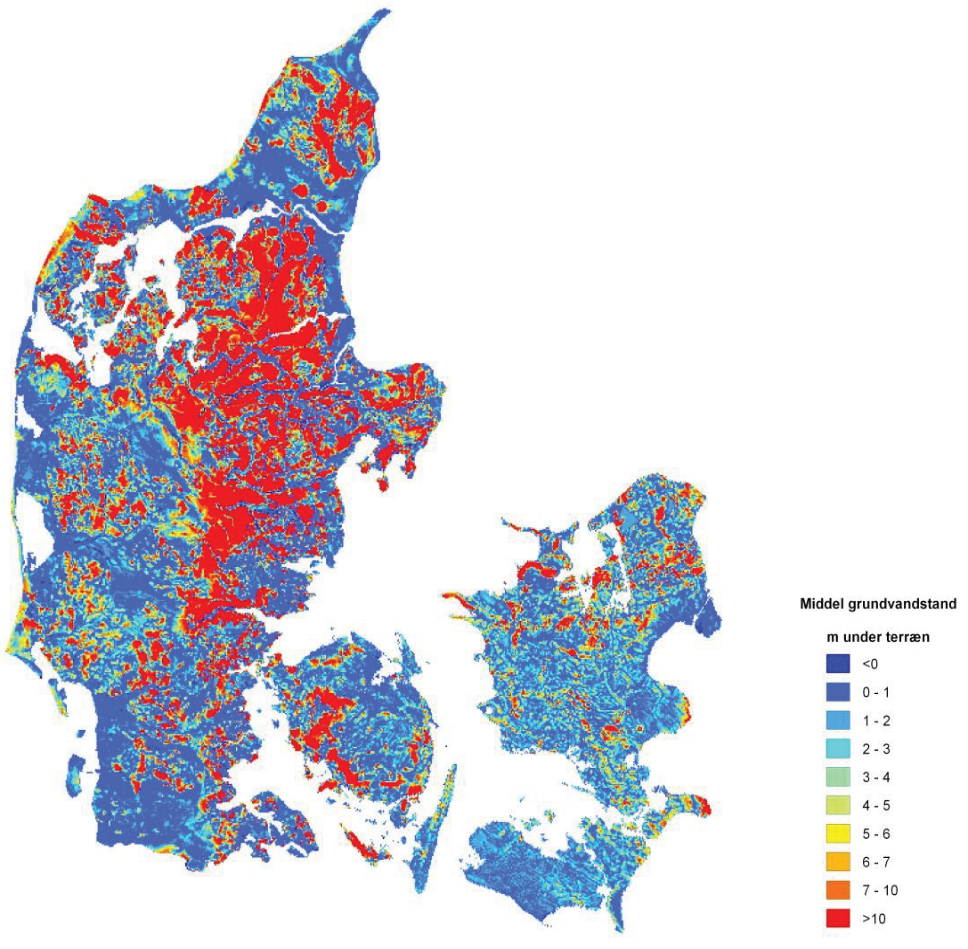 Middel grundvandstand
m under terræn
<0
0 - 1
1 - 2
2 - 3
3 - 4
4 - 5
5 - 6
6 - 7
7 - 10
>10